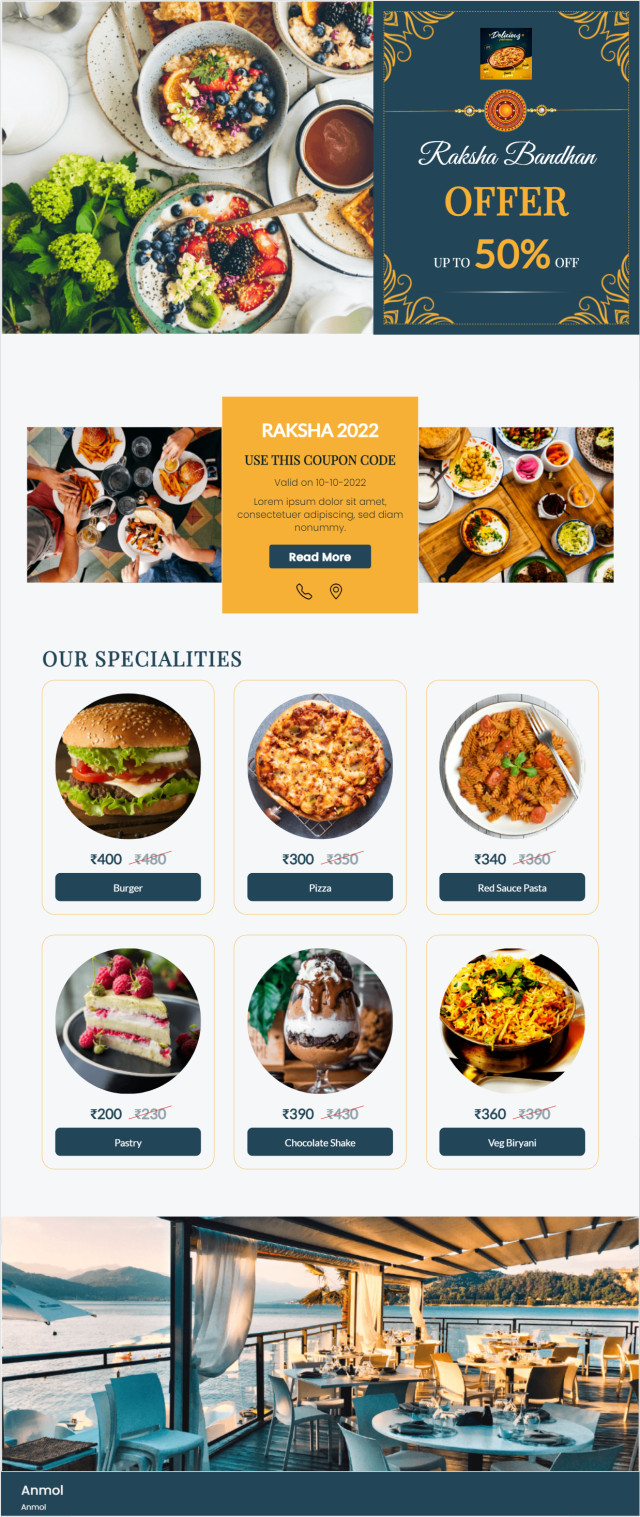 Delicious
Raksha Bandhan
OFFER
UP TO 50% OFF
RAKSHA 2022
USE THIS COUPON CODE
Valid on 10-10-2022
Lorem ipsum dolor sit amet,
consectetuer adipiscing, sed diam
nonummy.
Read More
OUR SPECIALITIES
₹400 ₹480
Burger
₹300 ₹350
Pizza
₹340 ₹360
Red Sauce Pasta
₹200 ₹230
Pastry
₹390 ₹430
Chocolate Shake
₹360 ₹390
Veg Biryani
Anmol
Anmol